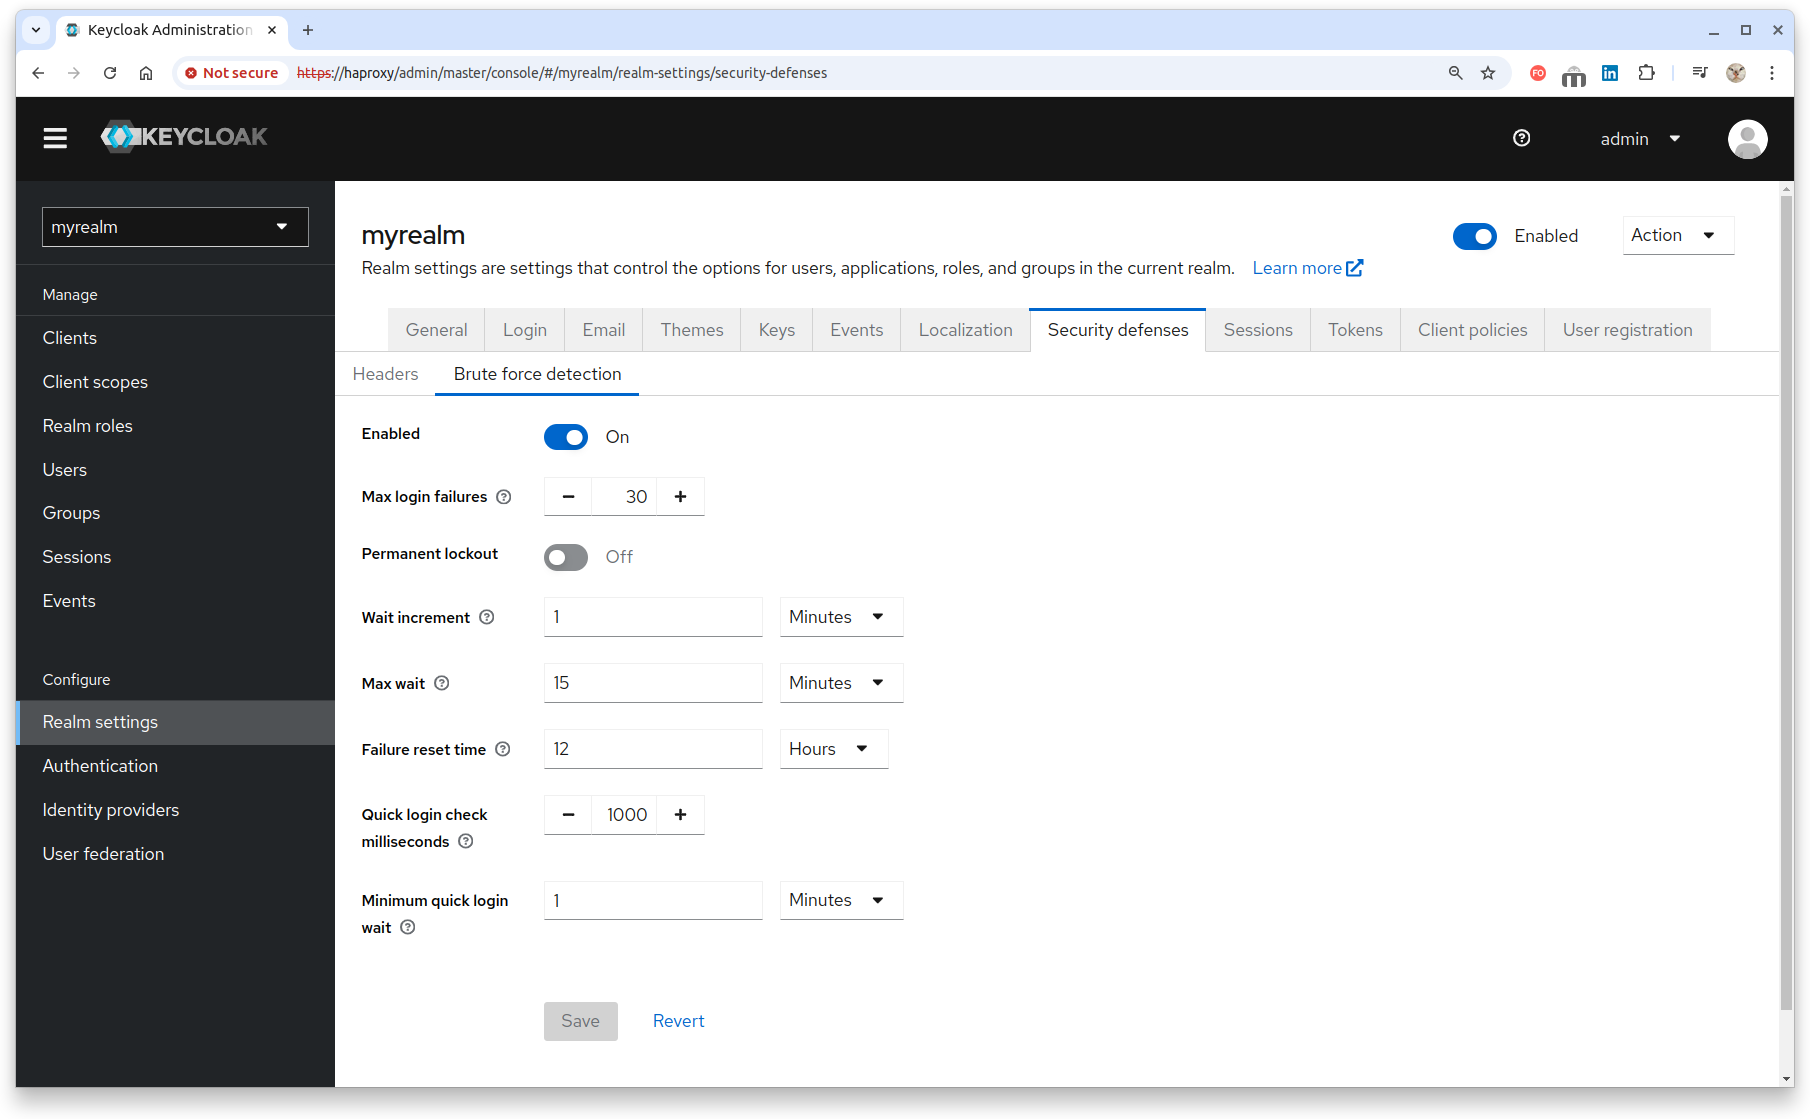 Keycloak Administration
Not secure https://haproxy/admin/master/console/#/myrealm/realm-settings/security-defenses
FO
in
KEYCLOAK
admin
myrealm
Manage
Clients
Client scopes
Realm roles
Users
Groups
Sessions
Events
Configure
Realm settings
Authentication
Identity providers
User federation
myrealm
Enabled
Action
Realm settings are settings that control the options for users, applications, roles, and groups in the current realm. Learn more
General Login Email Themes Keys Events Localization Security defenses Sessions Tokens Client policies User registration
Headers Brute force detection
Enabled On
Max login failures 30
Permanent lockout Off
Wait increment 1 Minutes
Max wait 15 Minutes
Failure reset time 12 Hours
Quick login check
milliseconds
1000
Minimum quick login
wait
1 Minutes
Save Revert